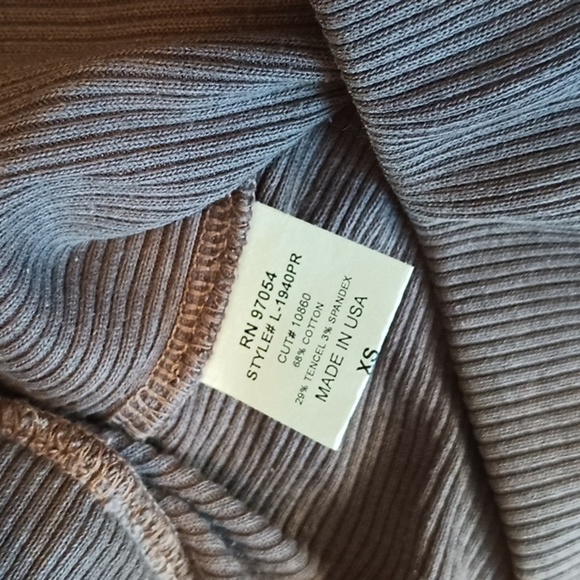 RN 97054
STYLE# L-1940PR
CUT# 10860
68% COTTON
29% TENCEL 3% SPANDEX
MADE IN USA
XS